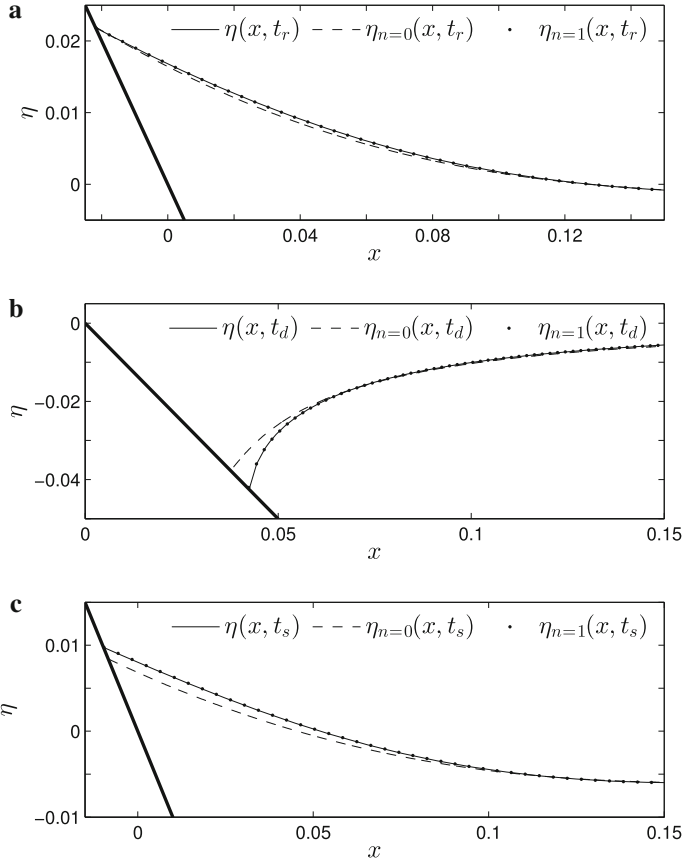 a
η(x, t_r) η_{n=0}(x, t_r) η_{n=1}(x, t_r)
0.02
0.01
0
η
0 0.04 0.08 0.12
x
b
η(x, t_d) η_{n=0}(x, t_d) η_{n=1}(x, t_d)
0
−0.02
−0.04
η
0 0.05 0.1 0.15
x
c
η(x, t_s) η_{n=0}(x, t_s) η_{n=1}(x, t_s)
0.01
0
−0.01
η
0 0.05 0.1 0.15
x